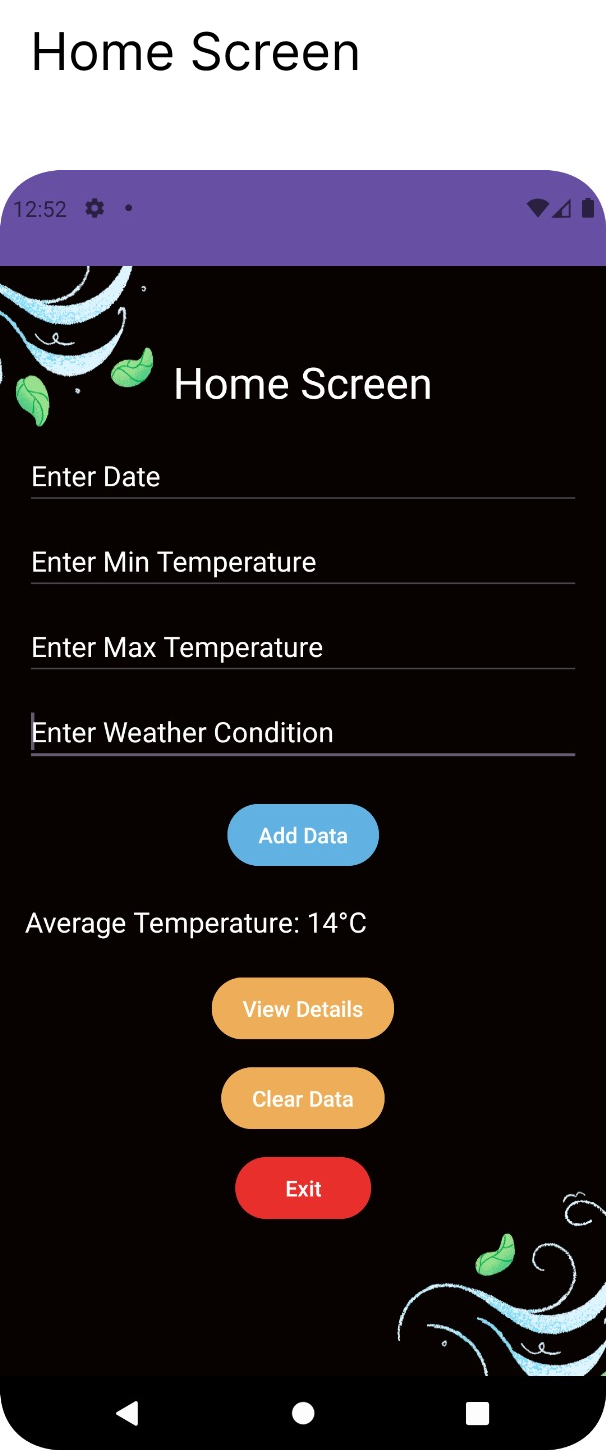 Home Screen
12:52
Home Screen
Enter Date
Enter Min Temperature
Enter Max Temperature
Enter Weather Condition
Add Data
Average Temperature: 14°C
View Details
Clear Data
Exit